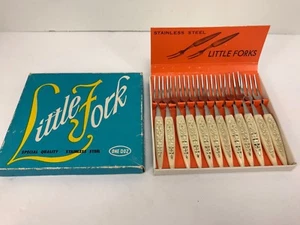 Little Fork
SPECIAL QUALITY STAINLESS STEEL
ONE DOZ
STAINLESS STEEL
LITTLE FORKS